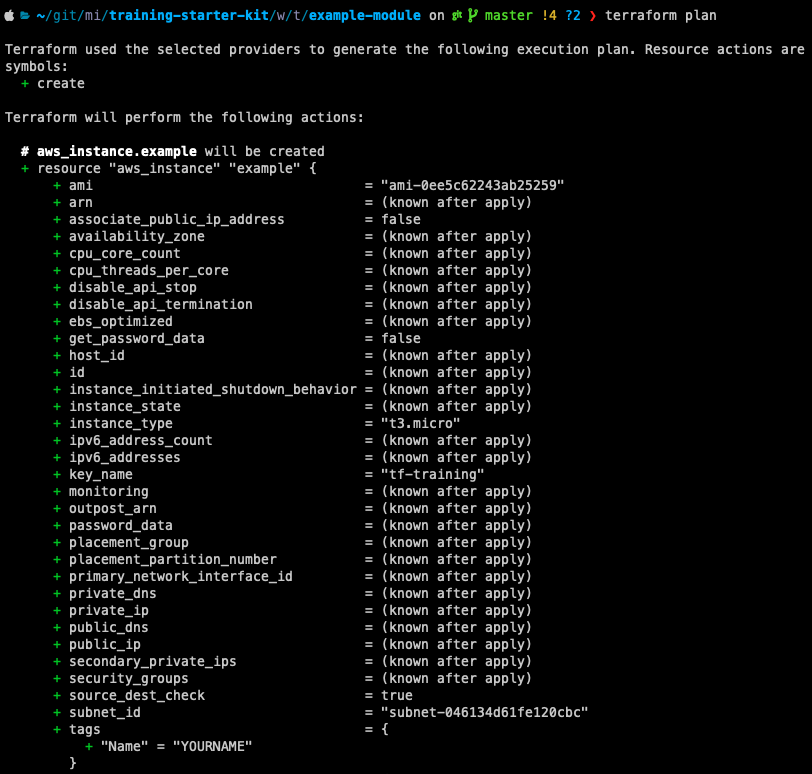 ~/git/mi/training-starter-kit/w/t/example-module on git master !4 ?2 ❯ terraform plan
Terraform used the selected providers to generate the following execution plan. Resource actions are
symbols:
+ create
Terraform will perform the following actions:
# aws_instance.example will be created
+ resource "aws_instance" "example" {
+ ami = "ami-0ee5c62243ab25259"
+ arn = (known after apply)
+ associate_public_ip_address = false
+ availability_zone = (known after apply)
+ cpu_core_count = (known after apply)
+ cpu_threads_per_core = (known after apply)
+ disable_api_stop = (known after apply)
+ disable_api_termination = (known after apply)
+ ebs_optimized = (known after apply)
+ get_password_data = false
+ host_id = (known after apply)
+ id = (known after apply)
+ instance_initiated_shutdown_behavior = (known after apply)
+ instance_state = (known after apply)
+ instance_type = "t3.micro"
+ ipv6_address_count = (known after apply)
+ ipv6_addresses = (known after apply)
+ key_name = "tf-training"
+ monitoring = (known after apply)
+ outpost_arn = (known after apply)
+ password_data = (known after apply)
+ placement_group = (known after apply)
+ placement_partition_number = (known after apply)
+ primary_network_interface_id = (known after apply)
+ private_dns = (known after apply)
+ private_ip = (known after apply)
+ public_dns = (known after apply)
+ public_ip = (known after apply)
+ secondary_private_ips = (known after apply)
+ security_groups = (known after apply)
+ source_dest_check = true
+ subnet_id = "subnet-046134d61fe120cbc"
+ tags = {
+ "Name" = "YOURNAME"
}